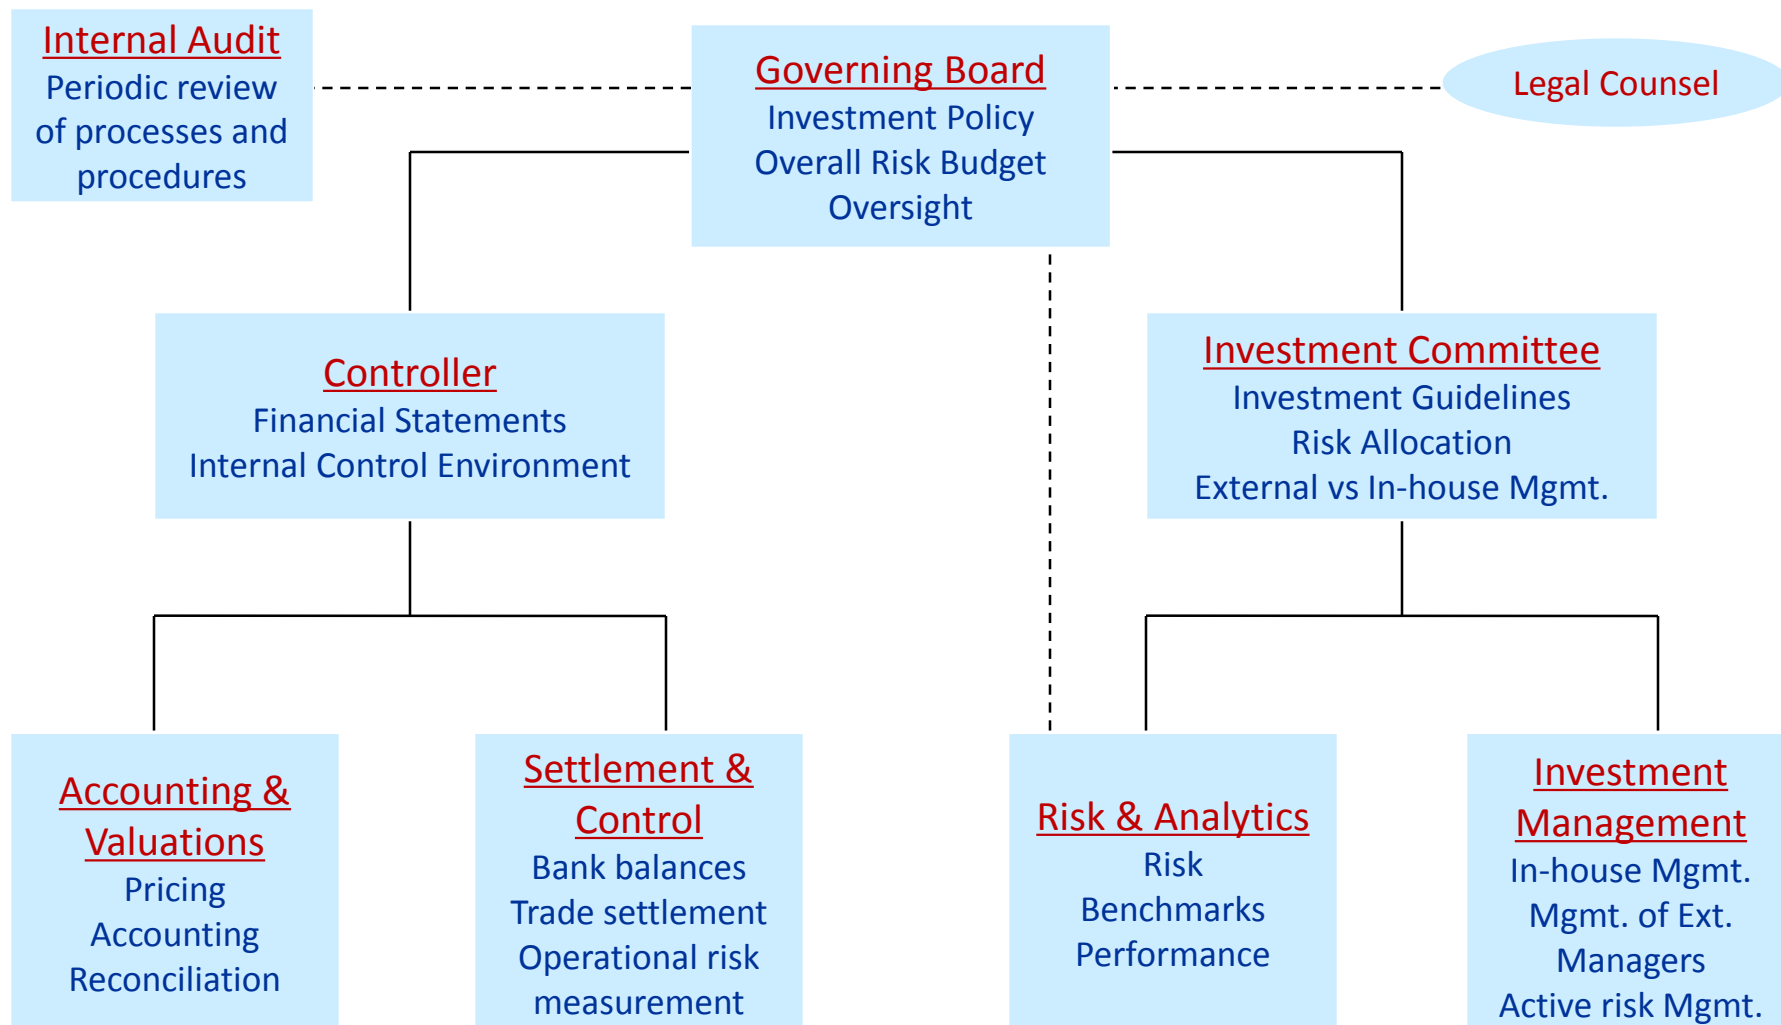 Internal Audit
Periodic review
of processes and
procedures
Governing Board
Investment Policy
Overall Risk Budget
Oversight
Legal Counsel
Controller
Financial Statements
Internal Control Environment
Investment Committee
Investment Guidelines
Risk Allocation
External vs In-house Mgmt.
Accounting &
Valuations
Pricing
Accounting
Reconciliation
Settlement &
Control
Bank balances
Trade settlement
Operational risk
measurement
Risk & Analytics
Risk
Benchmarks
Performance
Investment
Management
In-house Mgmt.
Mgmt. of Ext.
Managers
Active risk Mgmt.